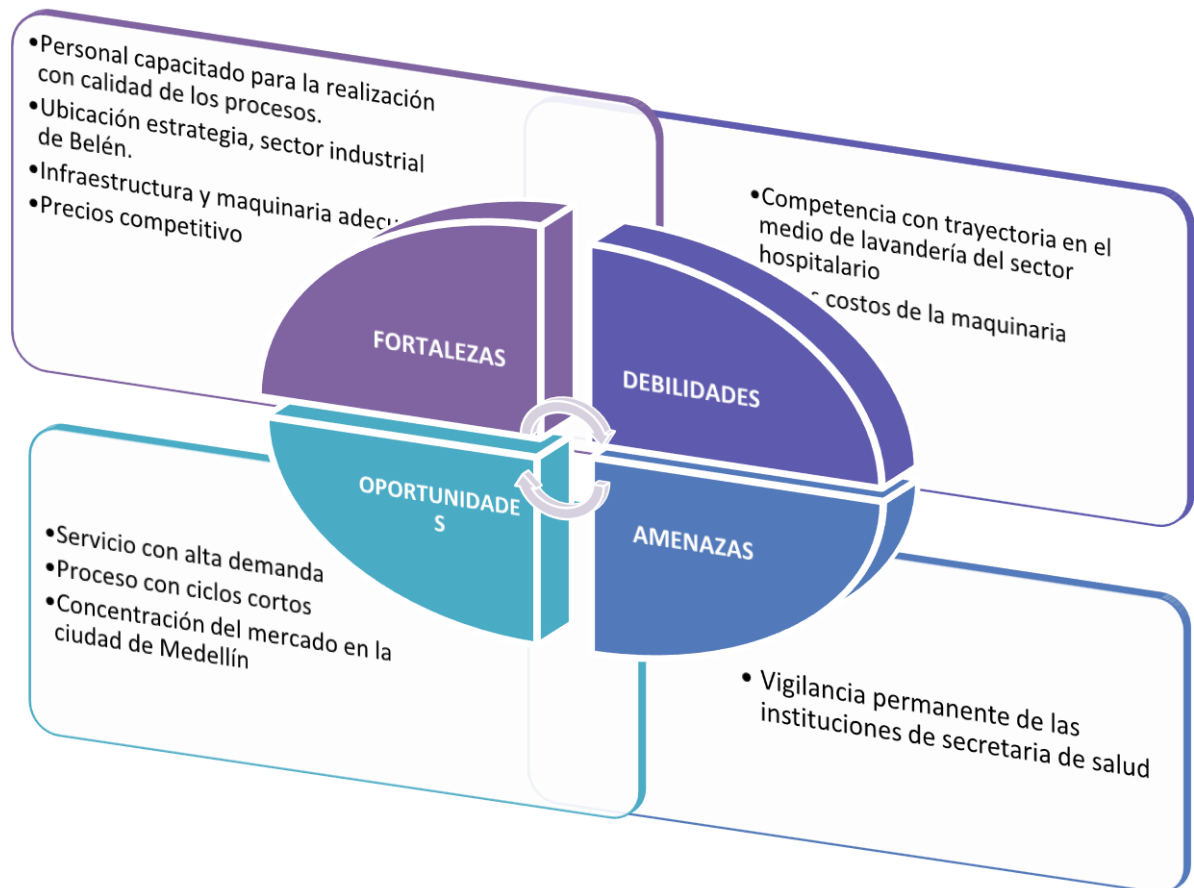 •Personal capacitado para la realización
con calidad de los procesos.
•Ubicación estrategia, sector industrial
de Belén.
•Infraestructura y maquinaria
•Precios competitivo
FORTALEZAS
•Competencia con trayectoria en el
medio de lavandería del sector
hospitalario
costos de la maquinaria
DEBILIDADES
OPORTUNIDADE
S
•Servicio con alta demanda
•Proceso con ciclos cortos
•Concentración del mercado en la
ciudad de Medellín
AMENAZAS
• Vigilancia permanente de las
instituciones de secretaria de salud